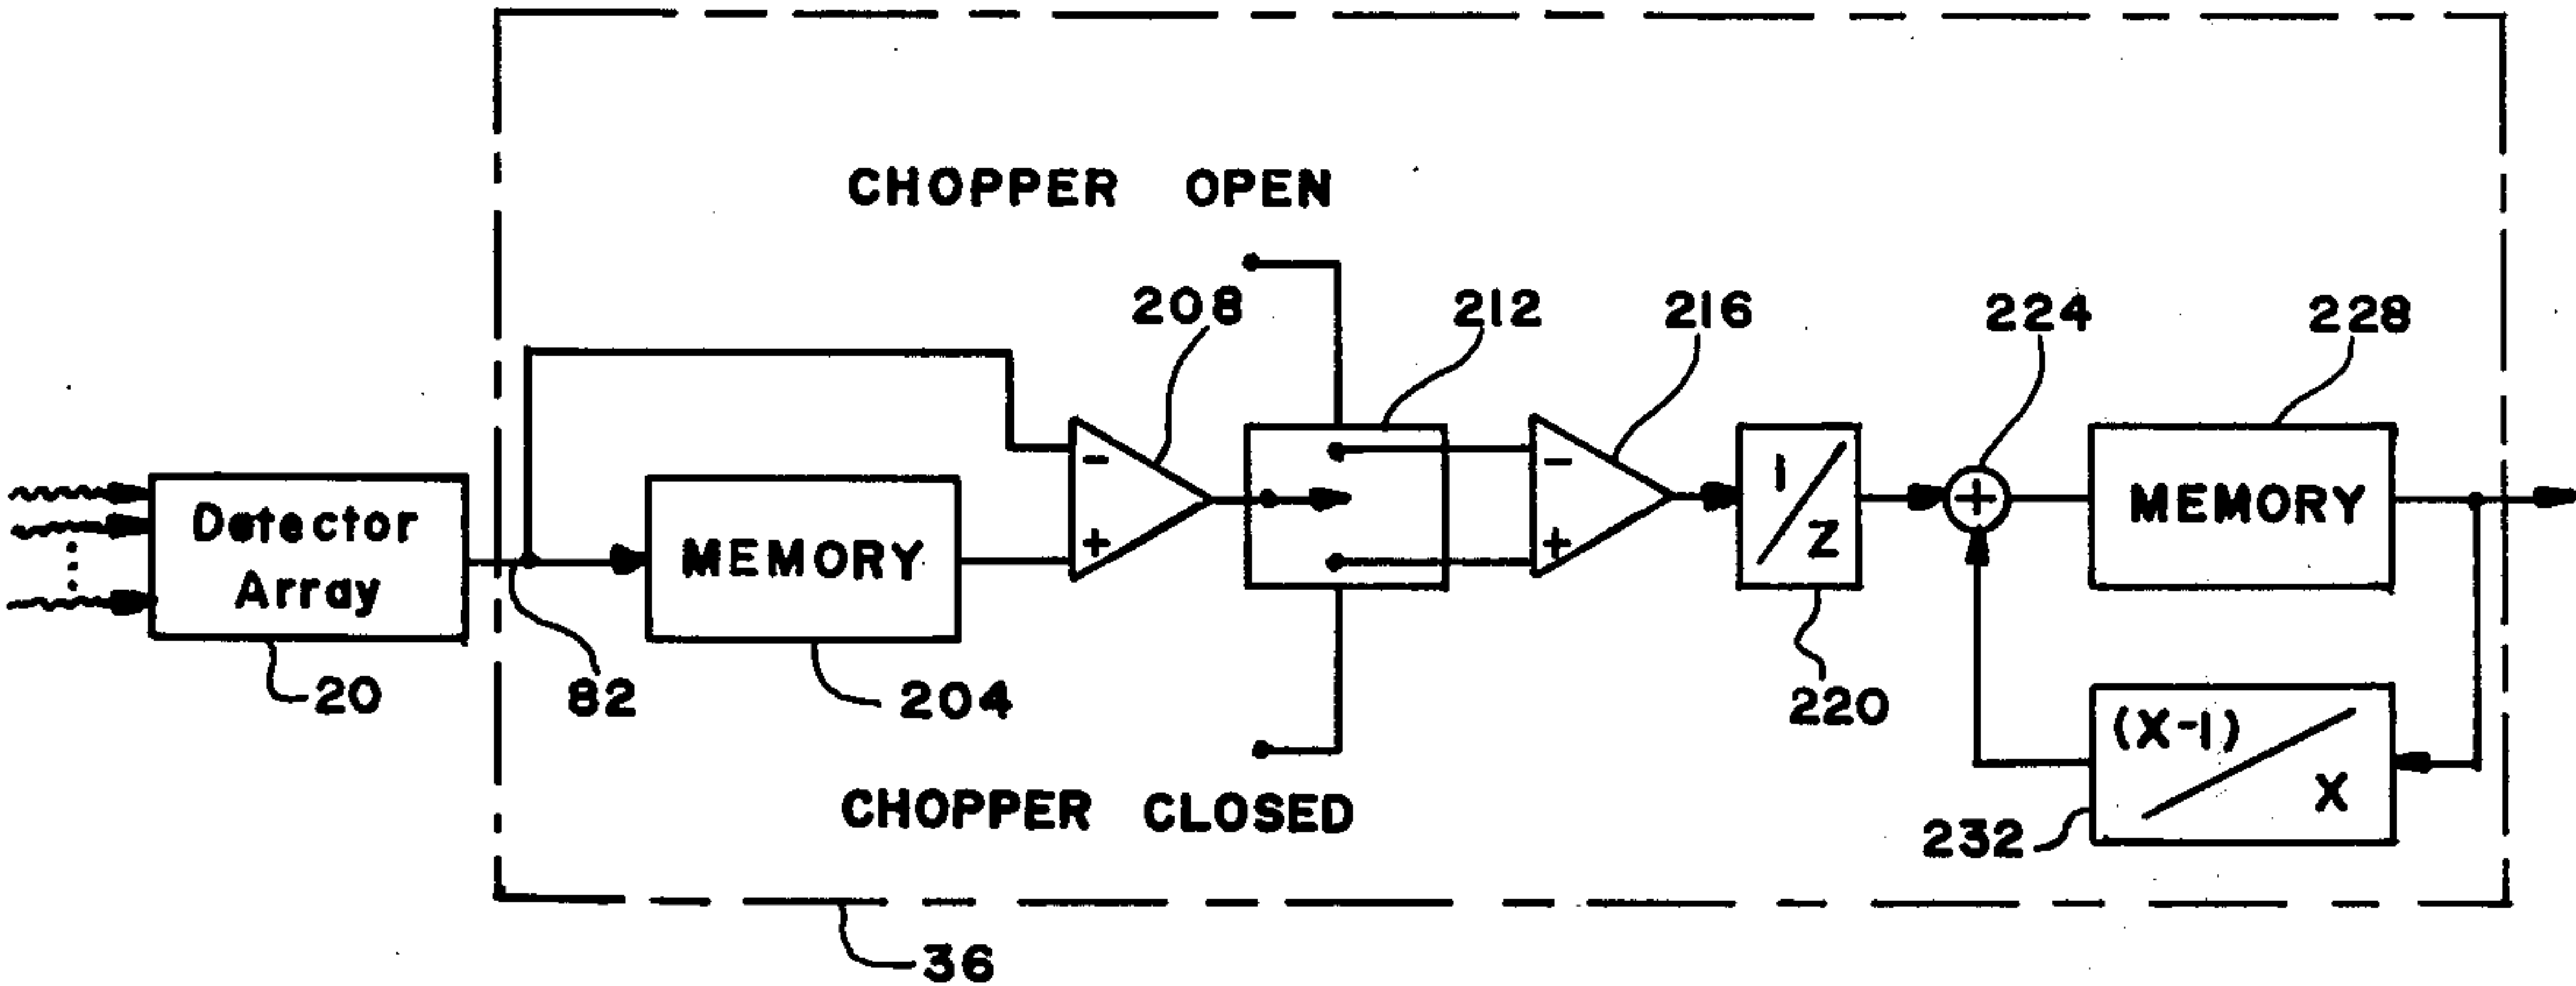 CHOPPER OPEN
208
212
216
224
228
-
-
1/Z
+
MEMORY
Detector
Array
MEMORY
+
+
20
82
204
220
(X-1)/X
CHOPPER CLOSED
232
36